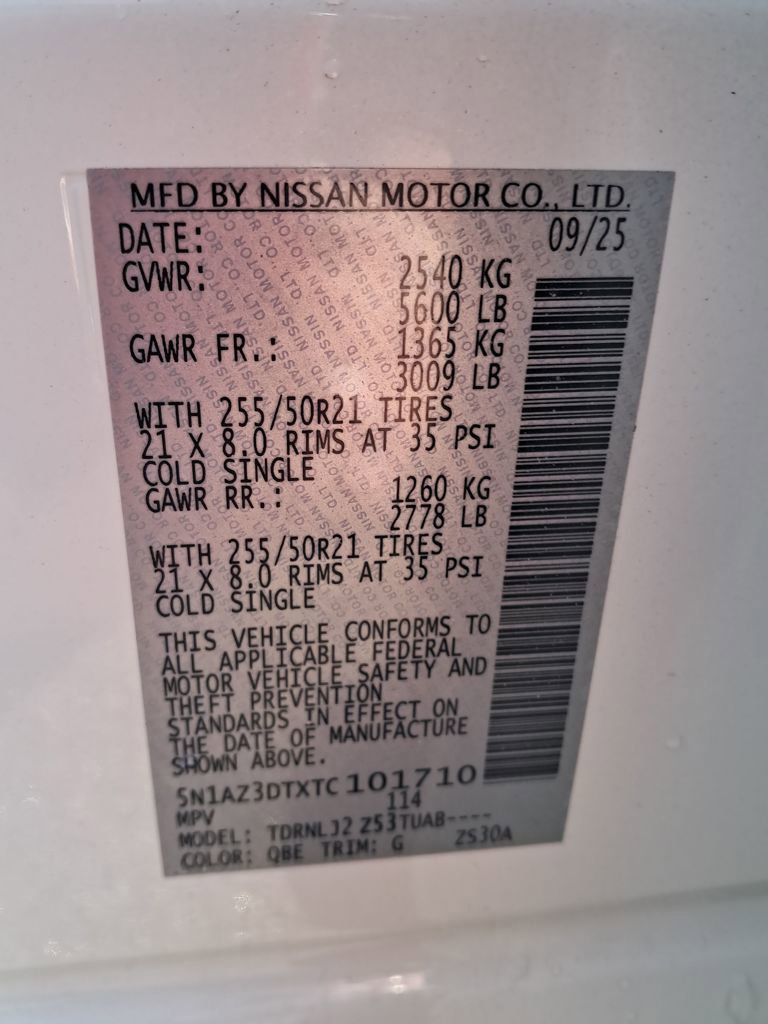 MFD BY NISSAN MOTOR CO., LTD.
DATE: 09/25
GVWR: 2540 KG
5600 LB
GAWR FR.: 1365 KG
3009 LB
WITH 255/50R21 TIRES
21 X 8.0 RIMS AT 35 PSI
COLD SINGLE
GAWR RR.: 1260 KG
2778 LB
WITH 255/50R21 TIRES
21 X 8.0 RIMS AT 35 PSI
COLD SINGLE
THIS VEHICLE CONFORMS TO
ALL APPLICABLE FEDERAL
MOTOR VEHICLE SAFETY AND
THEFT PREVENTION
STANDARDS IN EFFECT ON
THE DATE OF MANUFACTURE
SHOWN ABOVE.
5N1AZ3DTXTC101710
MPV 114
MODEL: TDRNLJ2 Z53TUAB----
COLOR: QBE TRIM: G ZS30A